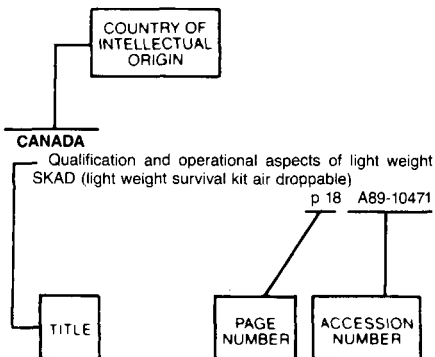 COUNTRY OF
INTELLECTUAL
ORIGIN
CANADA
Qualification and operational aspects of light weight
SKAD (light weight survival kit air droppable)
p 18 A89-10471
TITLE
PAGE
NUMBER
ACCESSION
NUMBER